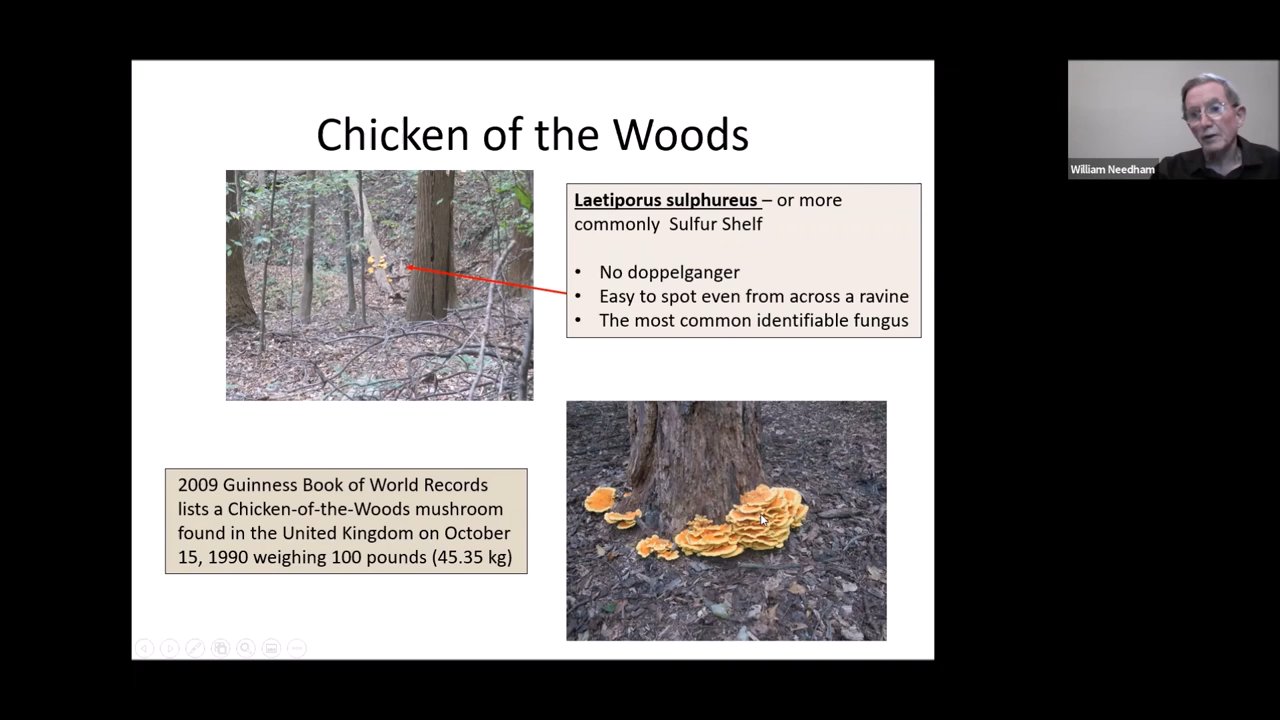 Chicken of the Woods
Laetiporus sulphureus – or more
commonly Sulfur Shelf
• No doppelganger
• Easy to spot even from across a ravine
• The most common identifiable fungus
2009 Guinness Book of World Records
lists a Chicken-of-the-Woods mushroom
found in the United Kingdom on October
15, 1990 weighing 100 pounds (45.35 kg)
William Needham